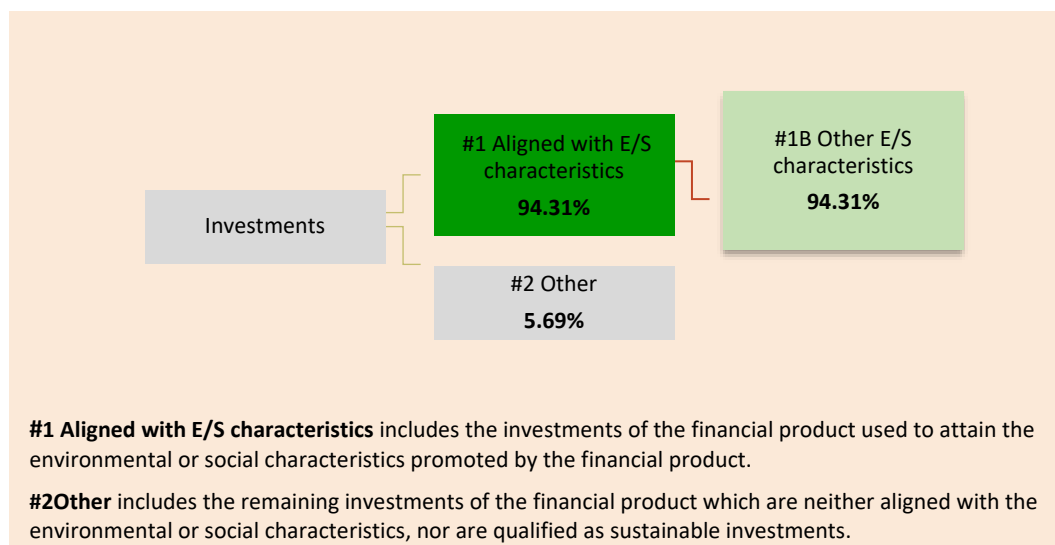 Investments
#1 Aligned with E/S
characteristics
94.31%
#1B Other E/S
characteristics
94.31%
#2 Other
5.69%
#1 Aligned with E/S characteristics includes the investments of the financial product used to attain the
environmental or social characteristics promoted by the financial product.
#2Other includes the remaining investments of the financial product which are neither aligned with the
environmental or social characteristics, nor are qualified as sustainable investments.